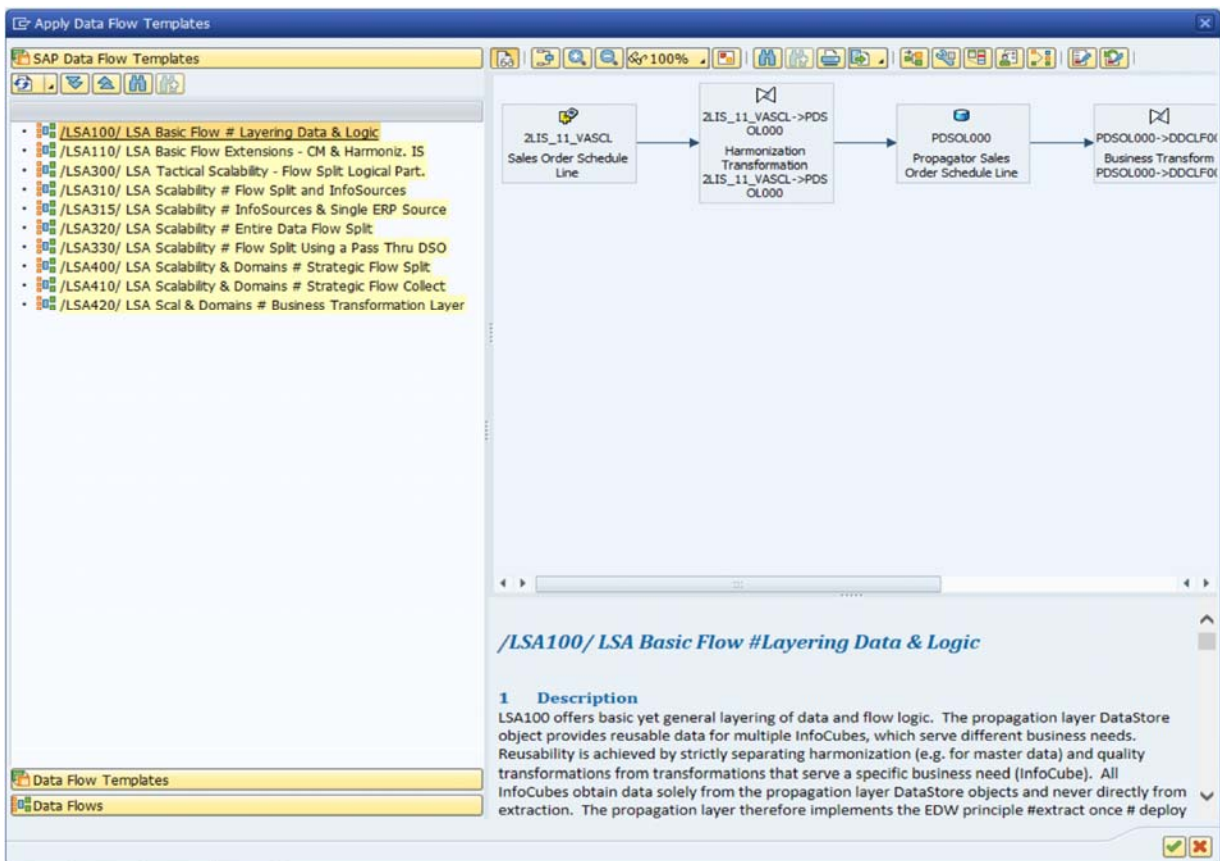 Apply Data Flow Templates
SAP Data Flow Templates
100%
/LSA100/ LSA Basic Flow # Layering Data & Logic
/LSA110/ LSA Basic Flow Extensions - CM & Harmoniz. IS
/LSA300/ LSA Tactical Scalability - Flow Split Logical Part.
/LSA310/ LSA Scalability # Flow Split and InfoSources
/LSA315/ LSA Scalability # InfoSources & Single ERP Source
/LSA320/ LSA Scalability # Entire Data Flow Split
/LSA330/ LSA Scalability # Flow Split Using a Pass Thru DSO
/LSA400/ LSA Scalability & Domains # Strategic Flow Split
/LSA410/ LSA Scalability & Domains # Strategic Flow Collect
/LSA420/ LSA Scal & Domains # Business Transformation Layer
Data Flow Templates
Data Flows
2LIS_11_VASCL
Sales Order Schedule
Line
2LIS_11_VASCL->PDS
OL000
Harmonization
Transformation
2LIS_11_VASCL->PDS
OL000
PDSOL000
Propagator Sales
Order Schedule Line
PDSOL000->DDCLF0
Business Transform
PDSOL000->DDCLF0
/LSA100/ LSA Basic Flow #Layering Data & Logic
1 Description
LSA100 offers basic yet general layering of data and flow logic. The propagation layer DataStore
object provides reusable data for multiple InfoCubes, which serve different business needs.
Reusability is achieved by strictly separating harmonization (e.g. for master data) and quality
transformations from transformations that serve a specific business need (InfoCube). All
InfoCubes obtain data solely from the propagation layer DataStore objects and never directly from
extraction. The propagation layer therefore implements the EDW principle #extract once # deploy